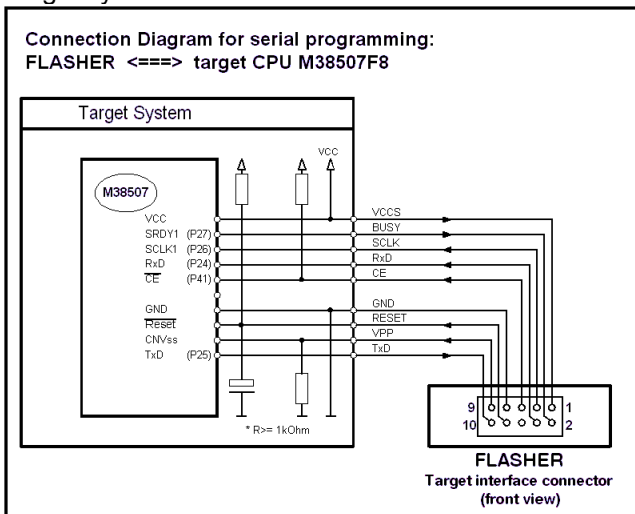 Connection Diagram for serial programming:
FLASHER <===> target CPU M38507F8
Target System
VCC
M38507
VCC
SRDY1 (P27)
SCLK1 (P26)
RxD (P24)
CE (P41)
GND
Reset
CNVss
TxD (P25)
VCCS
BUSY
SCLK
RxD
CE
GND
RESET
VPP
TxD
* R>= 1kOhm
9 1
10 2
FLASHER
Target interface connector
(front view)